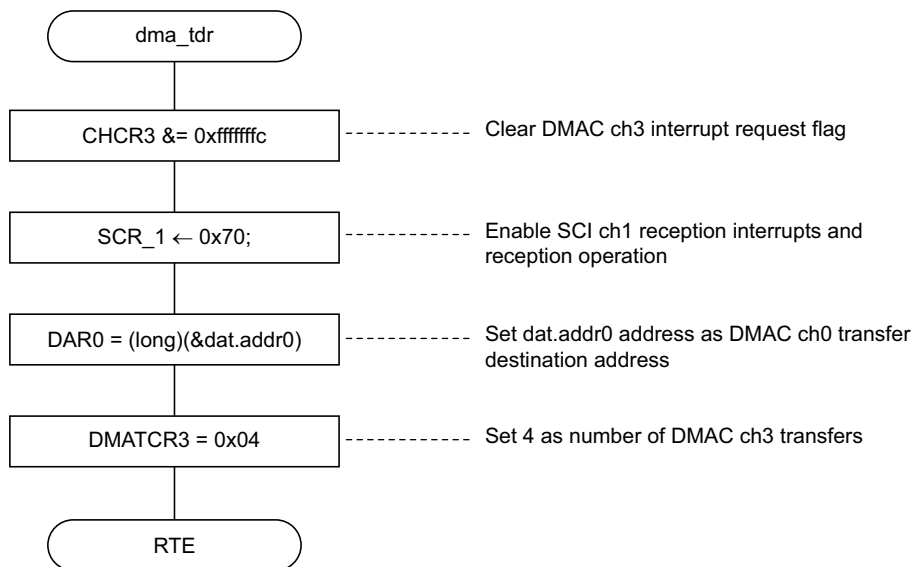 dma_tdr
CHCR3 &= 0xfffffffc
Clear DMAC ch3 interrupt request flag
SCR_1 ← 0x70;
Enable SCI ch1 reception interrupts and
reception operation
DAR0 = (long)(&dat.addr0)
Set dat.addr0 address as DMAC ch0 transfer
destination address
DMATCR3 = 0x04
Set 4 as number of DMAC ch3 transfers
RTE